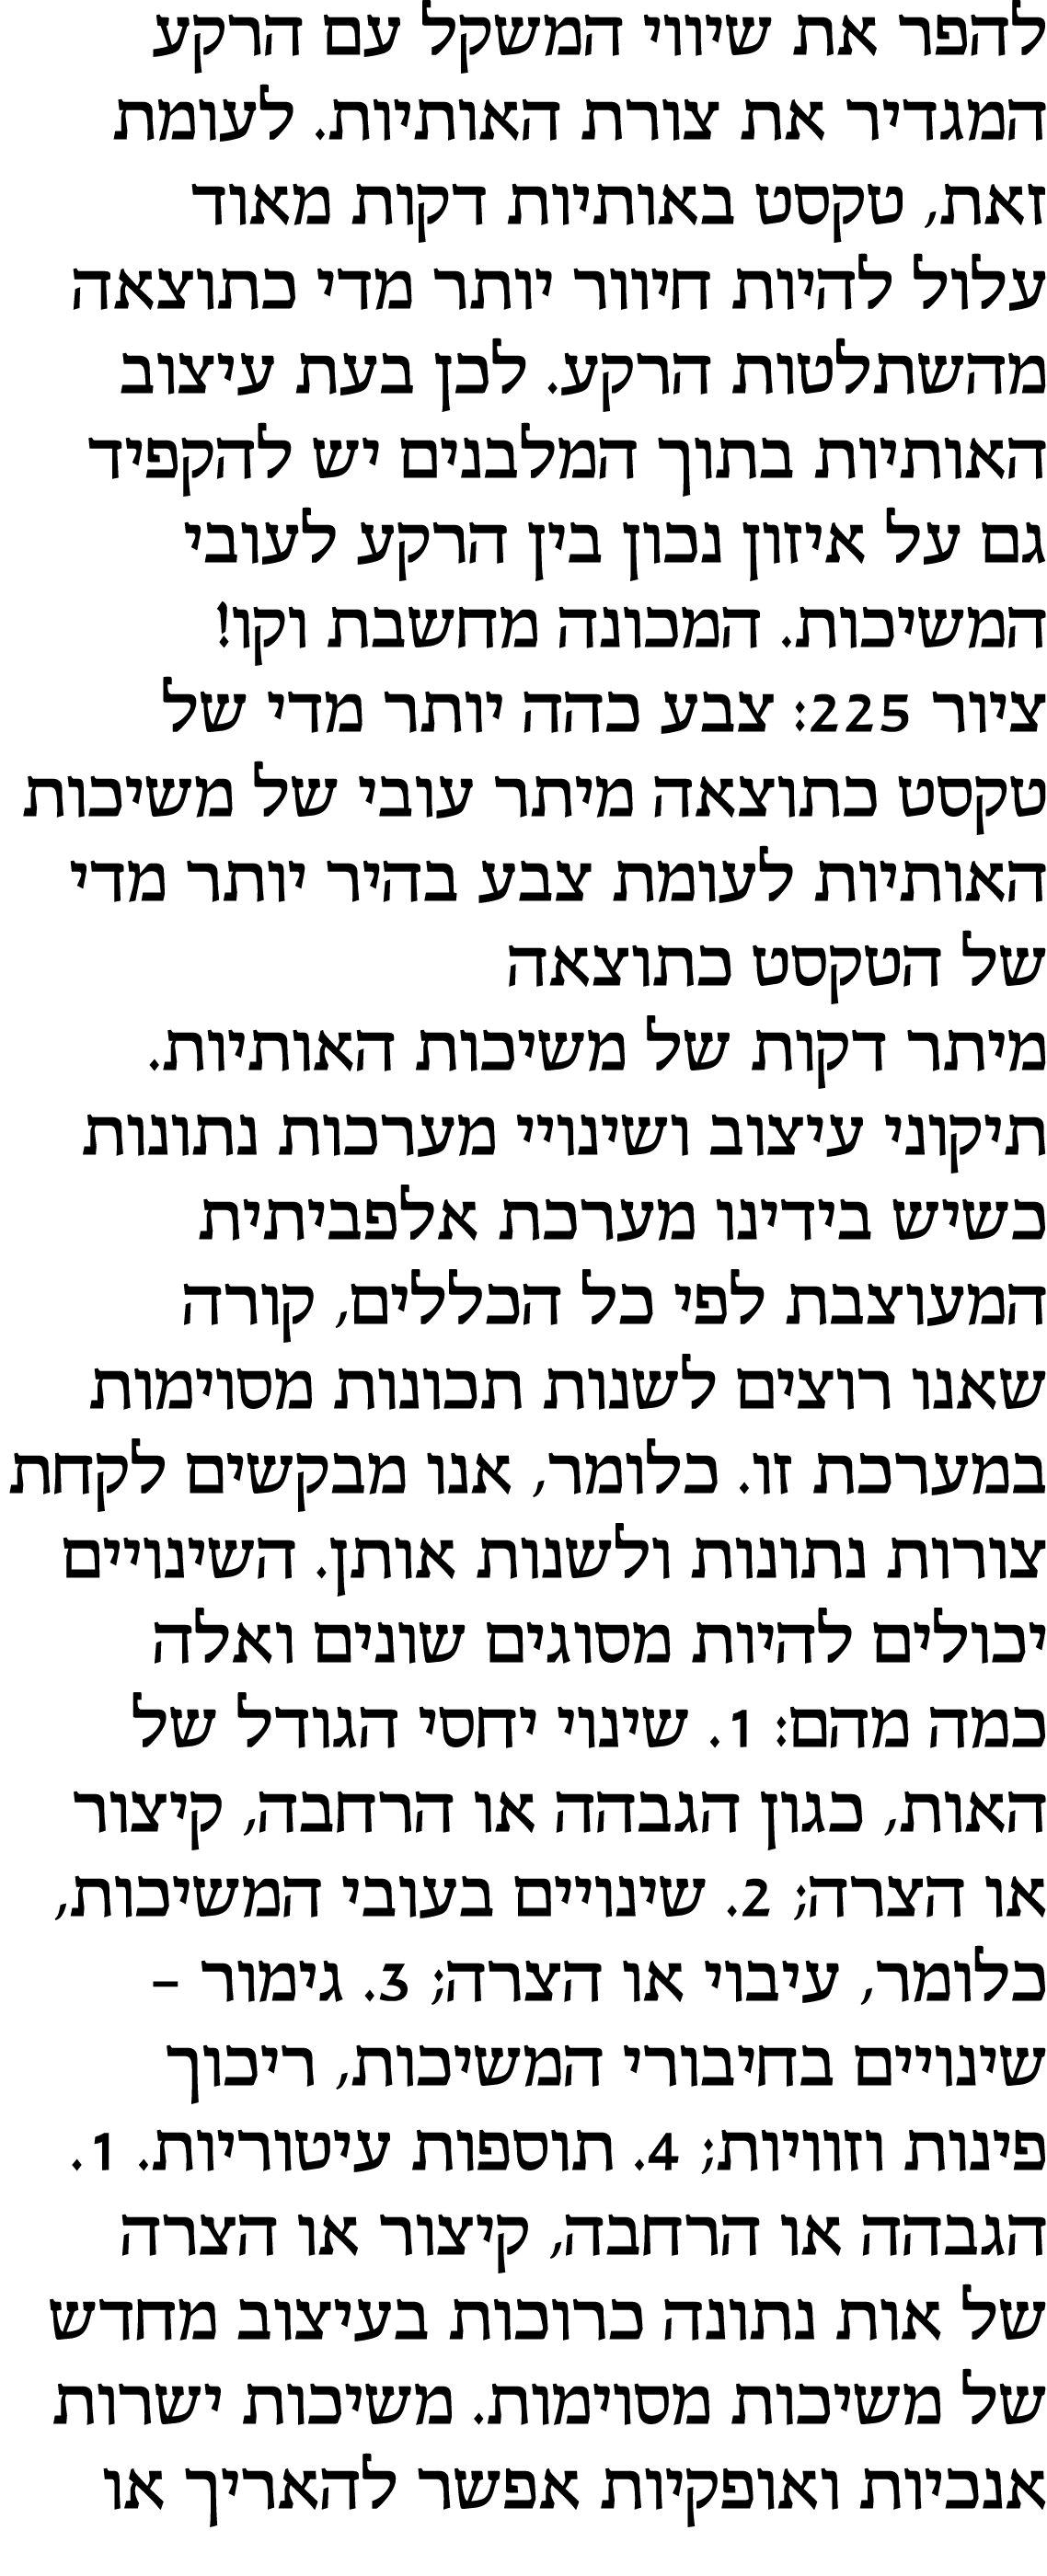 להפר את שיווי המשקל עם הרקע
המגדיר את צורת האותיות. לעומת
זאת, טקסט באותיות דקות מאוד
עלול להיות חיוור יותר מדי כתוצאה
מהשתלטות הרקע. לכן בעת עיצוב
האותיות בתוך המלבנים יש להקפיד
גם על איזון נכון בין הרקע לעובי
המשיכות. המכונה מחשבת וקו!
ציור 225: צבע כהה יותר מדי של
טקסט כתוצאה מיתר עובי של משיכות
האותיות לעומת צבע בהיר יותר מדי
של הטקסט כתוצאה
מיתר דקות של משיכות האותיות.
תיקוני עיצוב ושינויי מערכות נתונות
כשיש בידינו מערכת אלפביתית
המעוצבת לפי כל הכללים, קורה
שאנו רוצים לשנות תכונות מסוימות
במערכת זו. כלומר, אנו מבקשים לקחת
צורות נתונות ולשנות אותן. השינויים
יכולים להיות מסוגים שונים ואלה
כמה מהם: 1. שינוי יחסי הגודל של
האות, כגון הגבהה או הרחבה, קיצור
או הצרה; 2. שינויים בעובי המשיכות,
כלומר, עיבוי או הצרה; 3. גימור –
שינויים בחיבורי המשיכות, ריכוך
פינות וזוויות; 4. תוספות עיטוריות. 1.
הגבהה או הרחבה, קיצור או הצרה
של אות נתונה כרוכות בעיצוב מחדש
של משיכות מסוימות. משיכות ישרות
אנכיות ואופקיות אפשר להאריך או